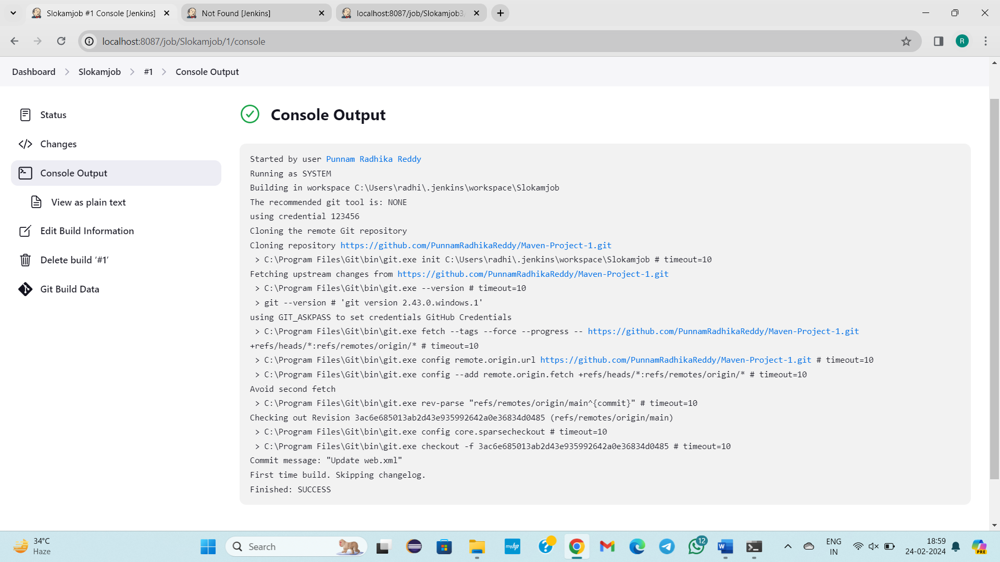 Slokamjob #1 Console [Jenkins]
Not Found [Jenkins]
localhost:8087/job/Slokamjob3/
localhost:8087/job/Slokamjob/1/console
R
Dashboard
Slokamjob
#1
Console Output
Status
Changes
Console Output
View as plain text
Edit Build Information
Delete build ‘#1’
Git Build Data
Console Output
Started by user Punnam Radhika Reddy
Running as SYSTEM
Building in workspace C:\Users\radhi\.jenkins\workspace\Slokamjob
The recommended git tool is: NONE
using credential 123456
Cloning the remote Git repository
Cloning repository https://github.com/PunnamRadhikaReddy/Maven-Project-1.git
> C:\Program Files\Git\bin\git.exe init C:\Users\radhi\.jenkins\workspace\Slokamjob # timeout=10
Fetching upstream changes from https://github.com/PunnamRadhikaReddy/Maven-Project-1.git
> C:\Program Files\Git\bin\git.exe --version # timeout=10
> git --version # 'git version 2.43.0.windows.1'
using GIT_ASKPASS to set credentials GitHub Credentials
> C:\Program Files\Git\bin\git.exe fetch --tags --force --progress -- https://github.com/PunnamRadhikaReddy/Maven-Project-1.git
+refs/heads/*:refs/remotes/origin/* # timeout=10
> C:\Program Files\Git\bin\git.exe config remote.origin.url https://github.com/PunnamRadhikaReddy/Maven-Project-1.git # timeout=10
> C:\Program Files\Git\bin\git.exe config --add remote.origin.fetch +refs/heads/*:refs/remotes/origin/* # timeout=10
Avoid second fetch
> C:\Program Files\Git\bin\git.exe rev-parse "refs/remotes/origin/main^{commit}" # timeout=10
Checking out Revision 3ac6e685013ab2d43e935992642a0e36834d0485 (refs/remotes/origin/main)
> C:\Program Files\Git\bin\git.exe config core.sparsecheckout # timeout=10
> C:\Program Files\Git\bin\git.exe checkout -f 3ac6e685013ab2d43e935992642a0e36834d0485 # timeout=10
Commit message: "Update web.xml"
First time build. Skipping changelog.
Finished: SUCCESS
34°C
Haze
Search
myhp
12
W
PRE
ENG
IN
18:59
24-02-2024